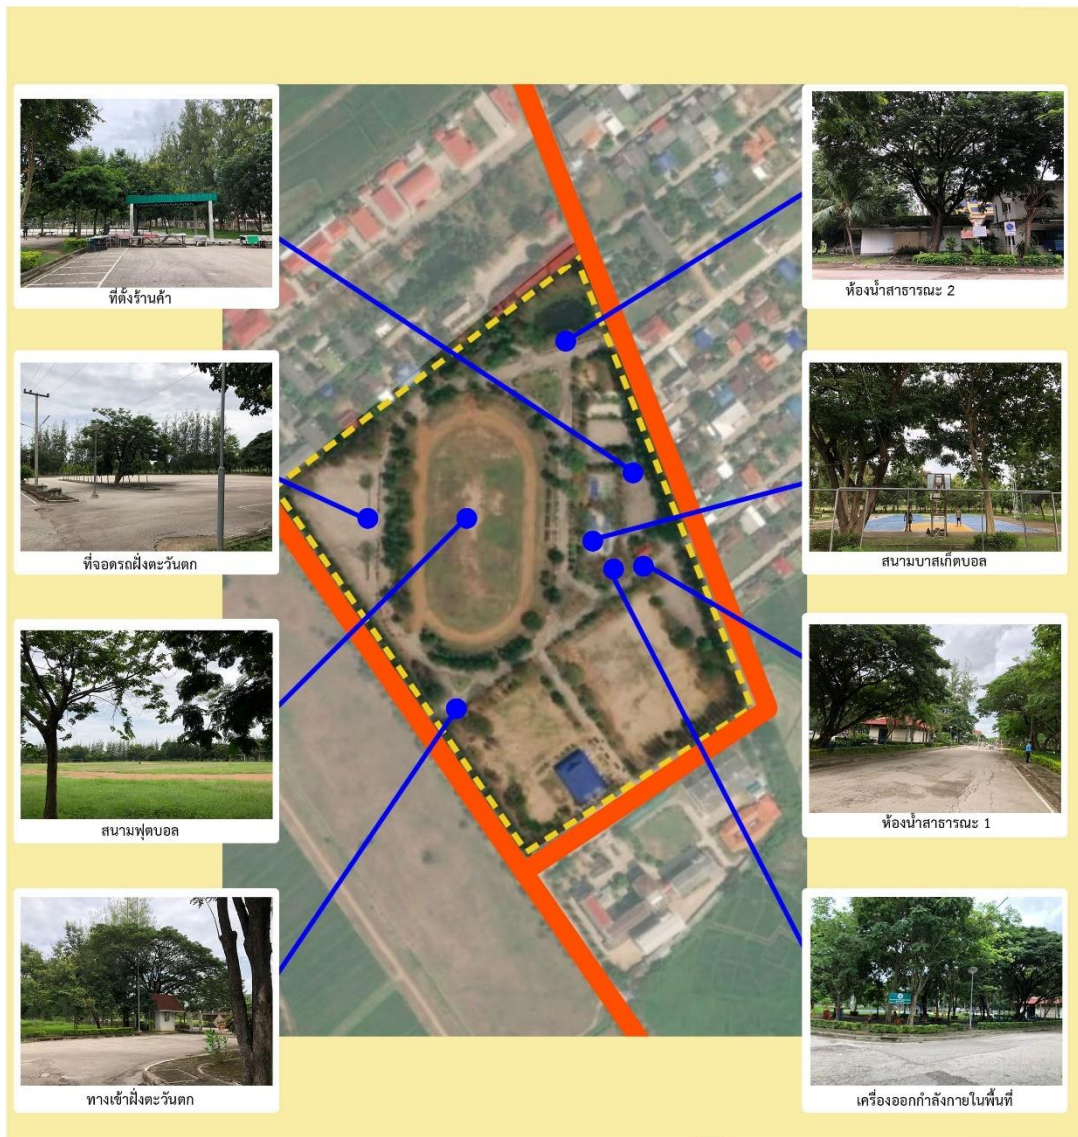 ที่ตั้งร้านค้า
ห้องน้ำสาธารณะ 2
ที่จอดรถฝั่งตะวันตก
สนามบาสเก็ตบอล
สนามฟุตบอล
ห้องน้ำสาธารณะ 1
ทางเข้าฝั่งตะวันตก
เครื่องออกกำลังกายในพื้นที่